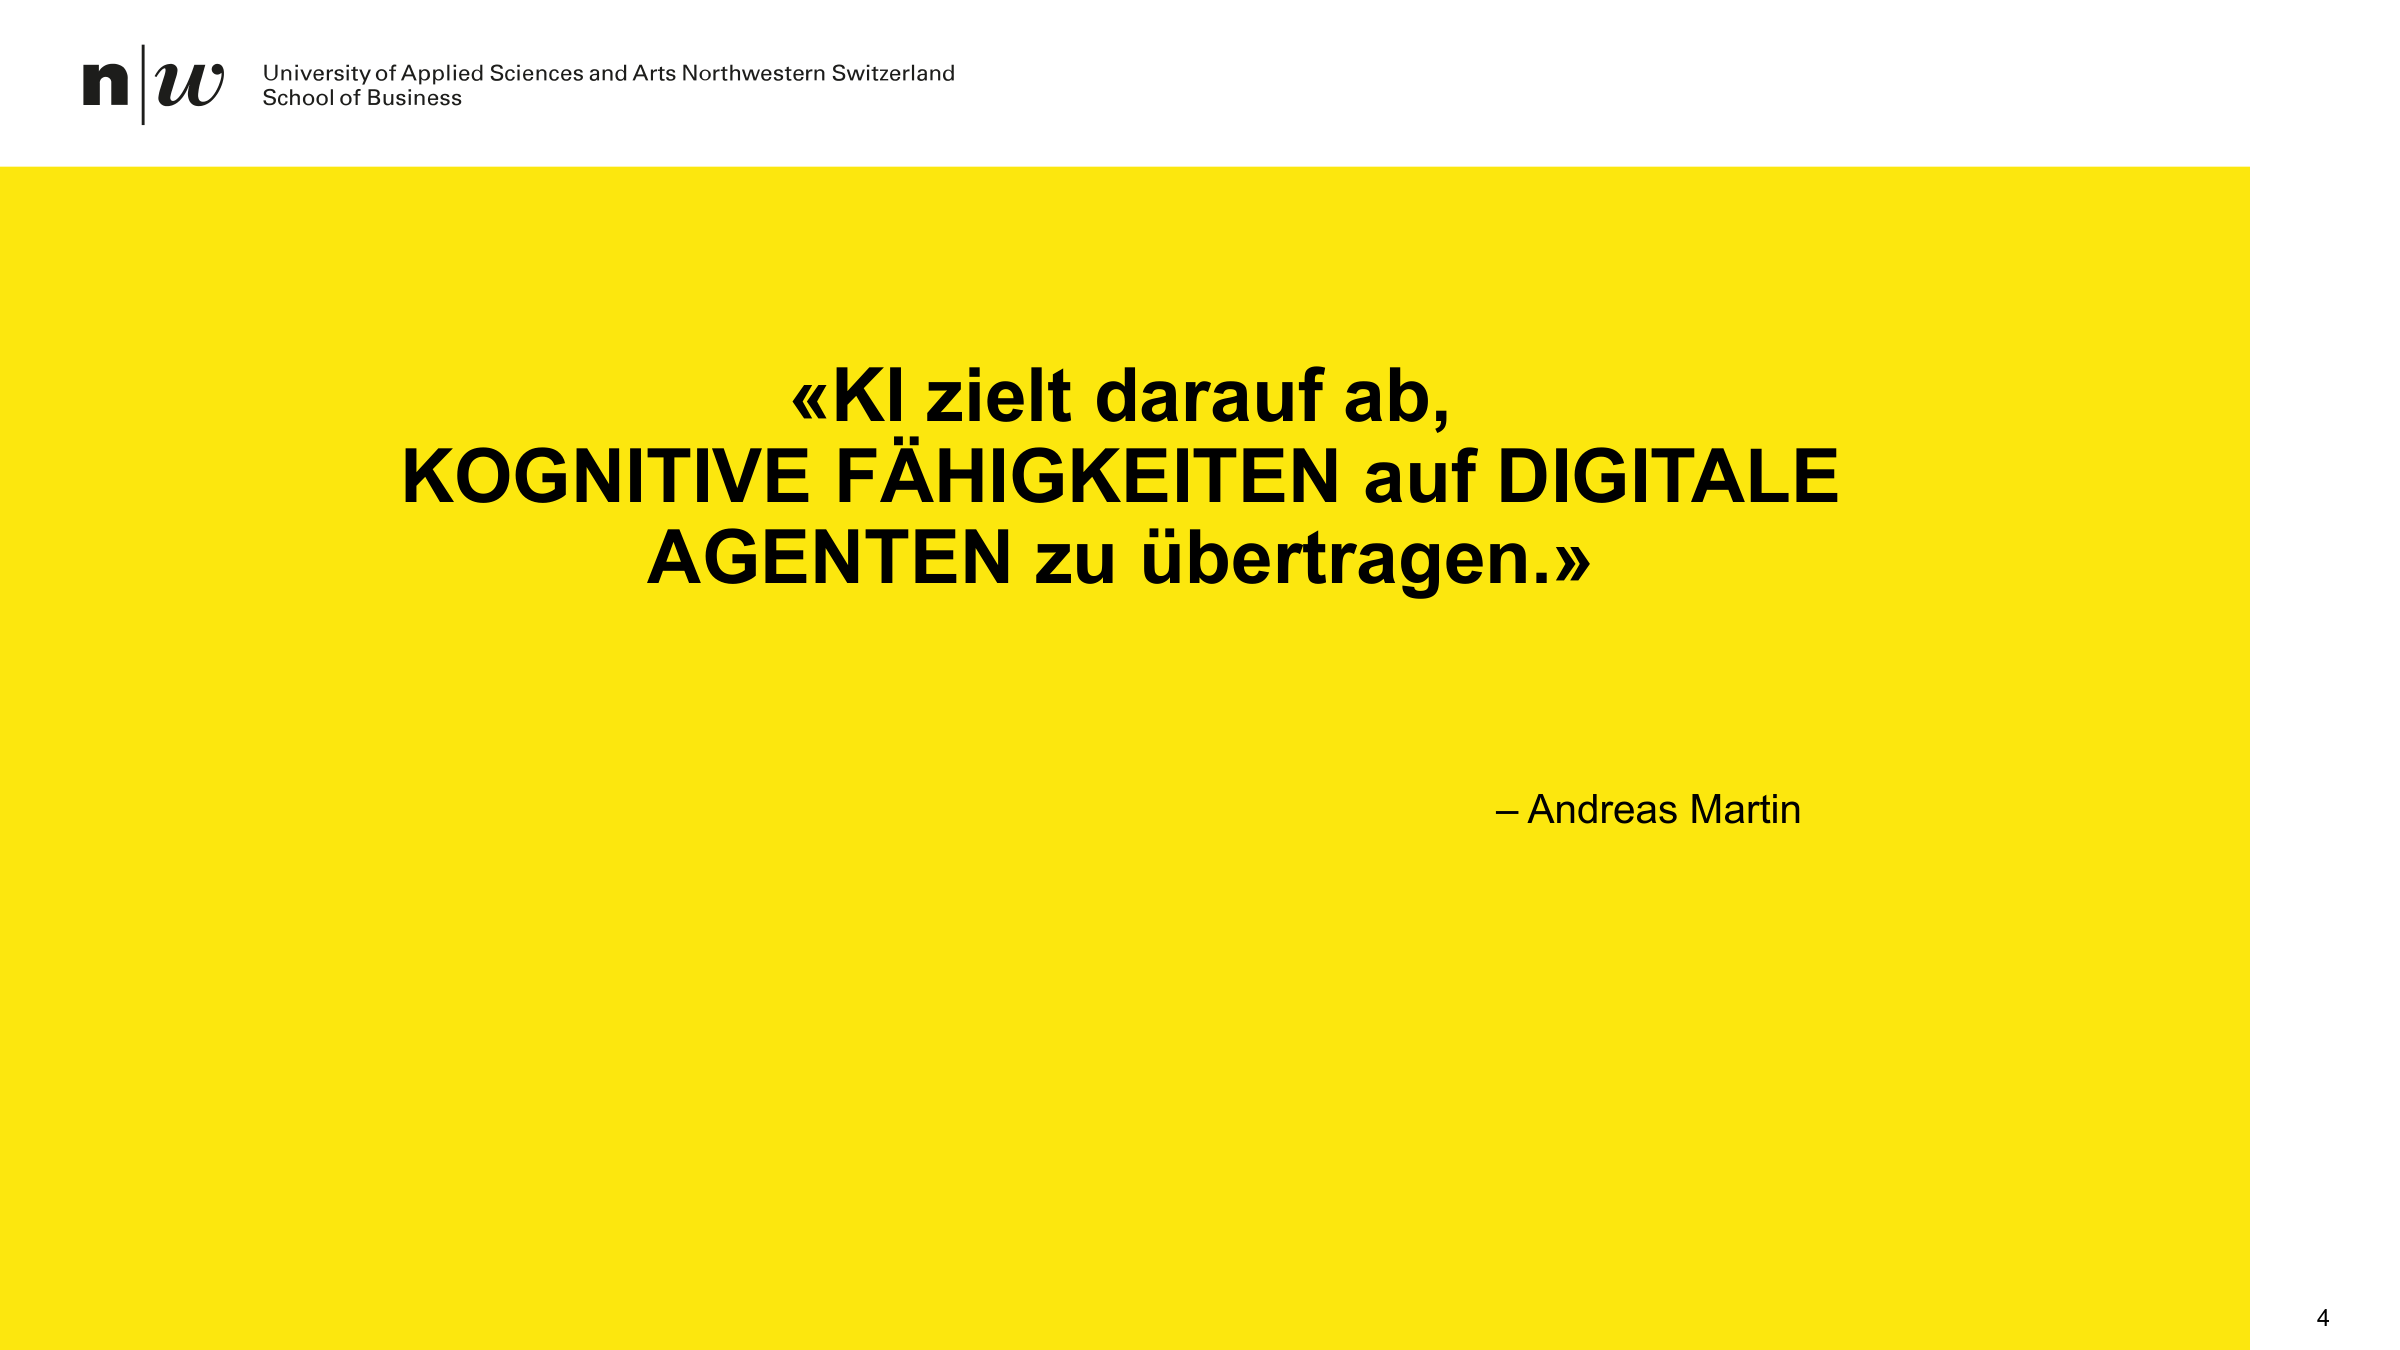 n|w
University of Applied Sciences and Arts Northwestern Switzerland
School of Business
«KI zielt darauf ab,
KOGNITIVE FÄHIGKEITEN auf DIGITALE
AGENTEN zu übertragen.»
– Andreas Martin
4